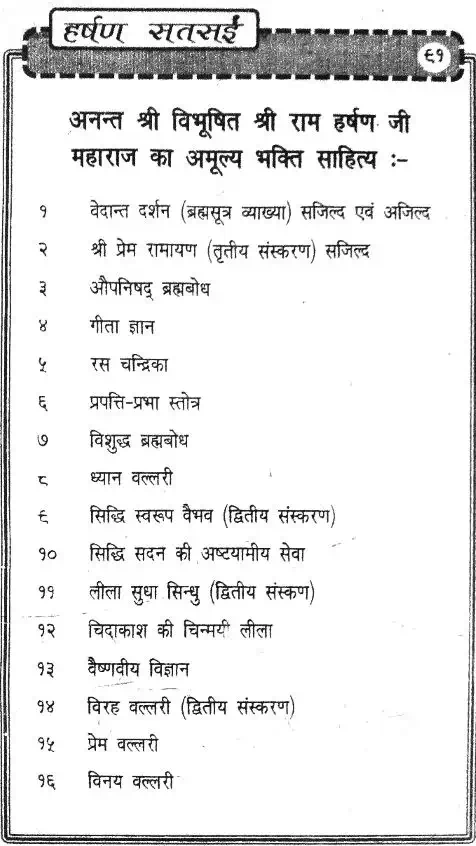 हर्षण सतसई
९१
अनन्त श्री विभूषित श्री राम हर्षण जी
महाराज का अमूल्य भक्ति साहित्य :-
१ वेदान्त दर्शन (ब्रह्मसूत्र व्याख्या) सजिल्द एवं अजिल्द
२ श्री प्रेम रामायण (तृतीय संस्करण) सजिल्द
३ औपनिषद् ब्रह्मबोध
४ गीता ज्ञान
५ रस चन्द्रिका
६ प्रपत्ति-प्रभा स्तोत्र
७ विशुद्ध ब्रह्मबोध
८ ध्यान वल्लरी
९ सिद्धि स्वरूप वैभव (द्वितीय संस्करण)
१० सिद्धि सदन की अष्टयामीय सेवा
११ लीला सुधा सिन्धु (द्वितीय संस्कण)
१२ चिदाकाश की चिन्मयी लीला
१३ वैष्णवीय विज्ञान
१४ विरह वल्लरी (द्वितीय संस्करण)
१५ प्रेम वल्लरी
१६ विनय वल्लरी